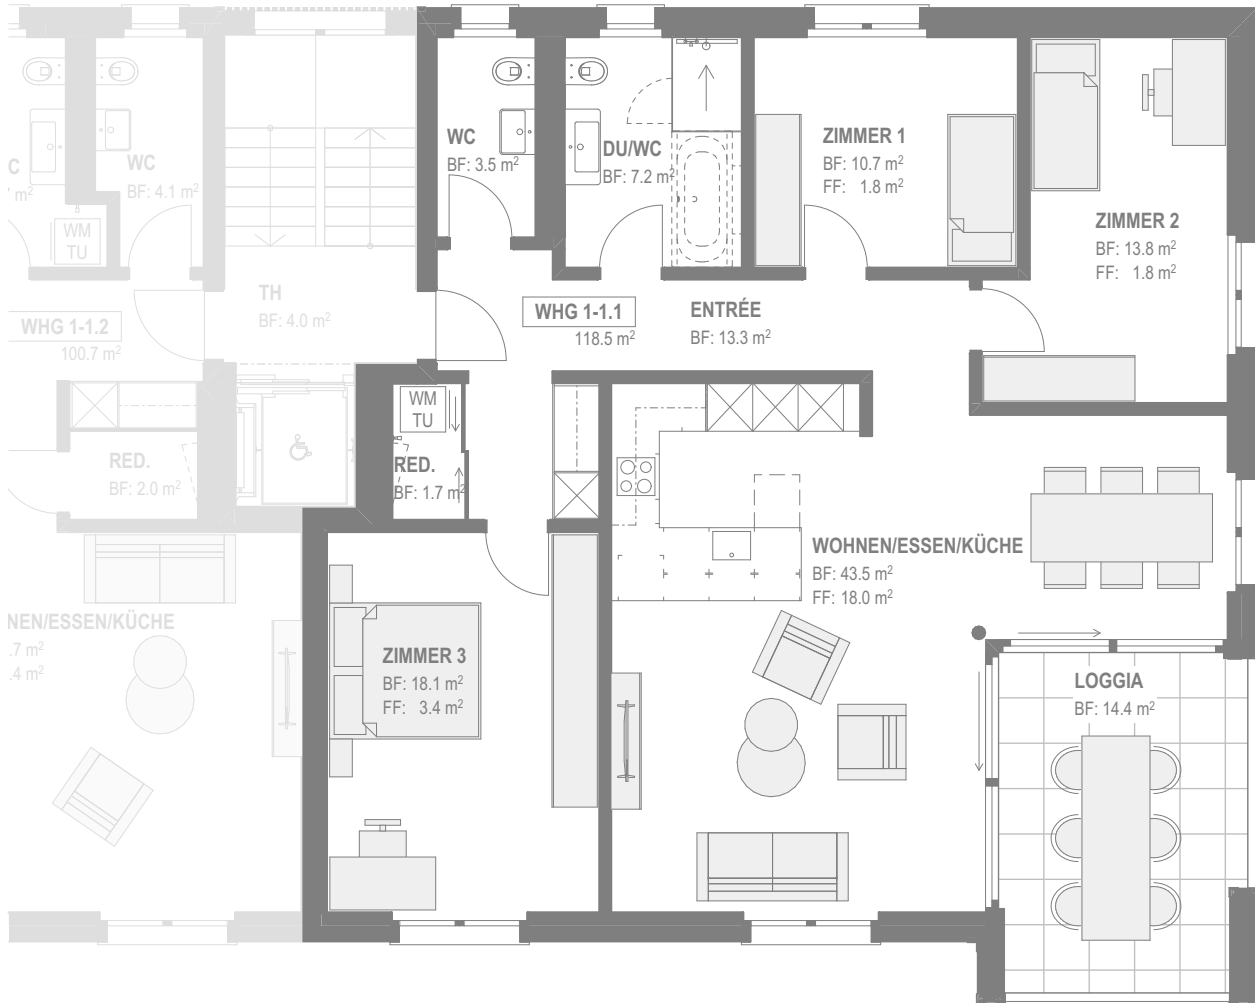 WC
BF: 3.5 m²
DU/WC
BF: 7.2 m²
ZIMMER 1
BF: 10.7 m²
FF: 1.8 m²
ZIMMER 2
BF: 13.8 m²
FF: 1.8 m²
C
m²
WC
BF: 4.1 m²
WM
TU
TH
BF: 4.0 m²
WHG 1-1.2
100.7 m²
WHG 1-1.1
118.5 m²
ENTRÉE
BF: 13.3 m²
WM
TU
RED.
BF: 1.7 m²
RED.
BF: 2.0 m²
WOHNEN/ESSEN/KÜCHE
BF: 43.5 m²
FF: 18.0 m²
NEN/ESSEN/KÜCHE
.7 m²
.4 m²
ZIMMER 3
BF: 18.1 m²
FF: 3.4 m²
LOGGIA
BF: 14.4 m²